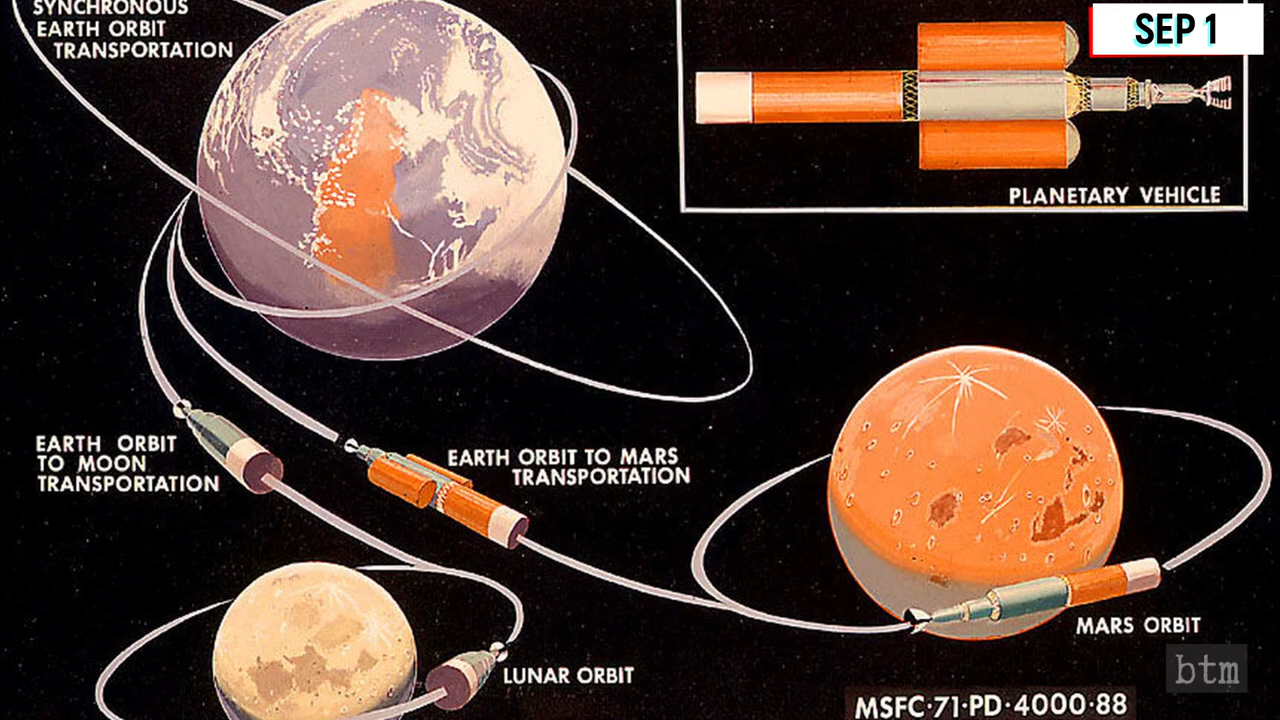 SYNCHRONOUS
EARTH ORBIT
TRANSPORTATION
SEP 1
PLANETARY VEHICLE
EARTH ORBIT
TO MOON
TRANSPORTATION
EARTH ORBIT TO MARS
TRANSPORTATION
MARS ORBIT
LUNAR ORBIT
btm
MSFC·71·PD·4000·88